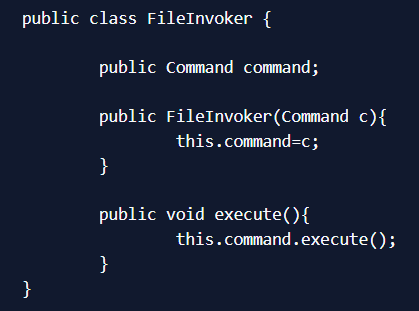 public class FileInvoker {
public Command command;
public FileInvoker(Command c){
this.command=c;
}
public void execute(){
this.command.execute();
}
}